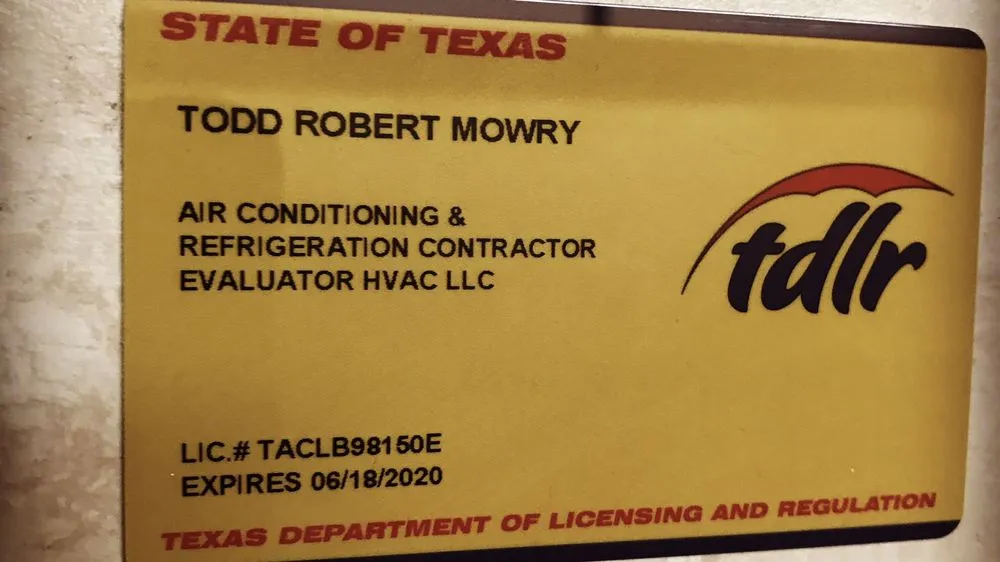 STATE OF TEXAS
TODD ROBERT MOWRY
AIR CONDITIONING &
REFRIGERATION CONTRACTOR
EVALUATOR HVAC LLC
tdlr
LIC.# TACLB98150E
EXPIRES 06/18/2020
TEXAS DEPARTMENT OF LICENSING AND REGULATION